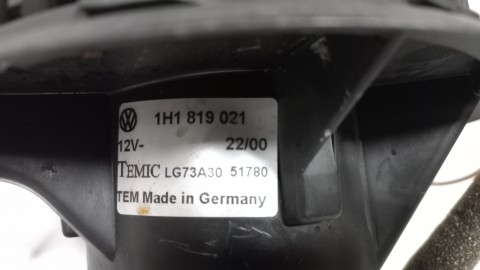 1H1 819 021
12V- 22/00
TEMIC LG73A30 51780
TEM Made in Germany